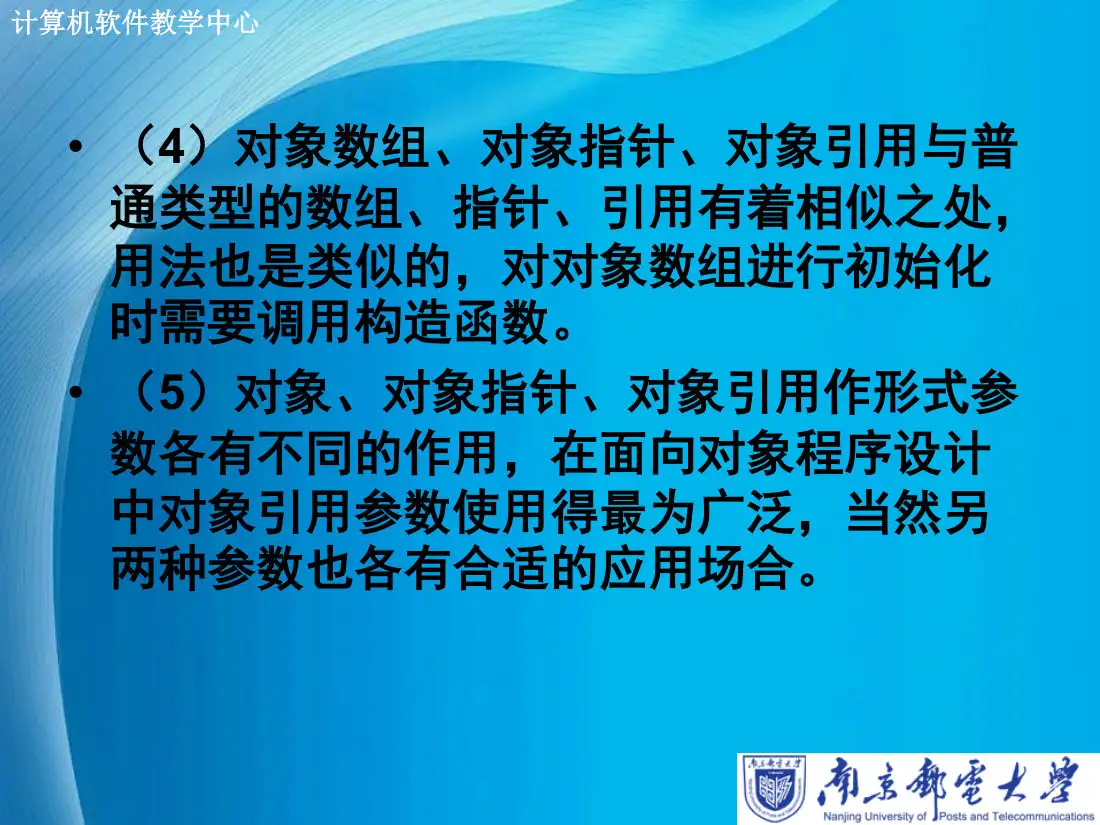 计算机软件教学中心
• （4）对象数组、对象指针、对象引用与普
通类型的数组、指针、引用有着相似之处，
用法也是类似的，对对象数组进行初始化
时需要调用构造函数。
• （5）对象、对象指针、对象引用作形式参
数各有不同的作用，在面向对象程序设计
中对象引用参数使用得最为广泛，当然另
两种参数也各有合适的应用场合。
南京郵電大學
Nanjing University of Posts and Telecommunications